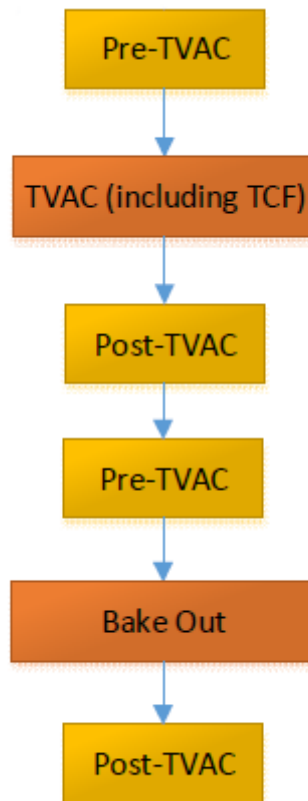 Pre-TVAC
TVAC (including TCF)
Post-TVAC
Pre-TVAC
Bake Out
Post-TVAC